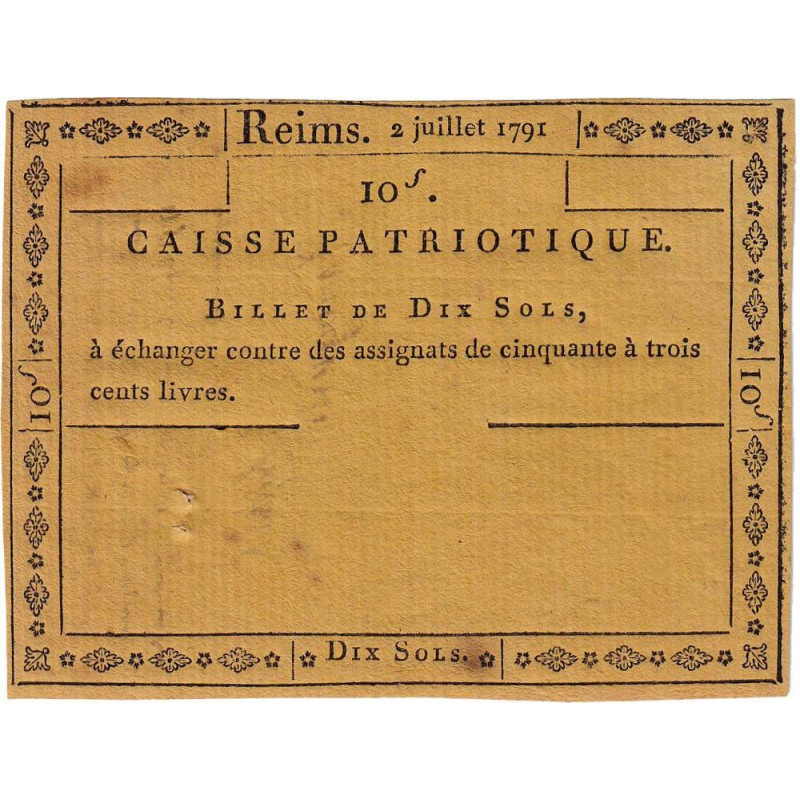 Reims. 2 juillet 1791
10ſ.
CAISSE PATRIOTIQUE.
BILLET DE DIX SOLS,
à échanger contre des assignats de cinquante à trois
cents livres.
10ſ
10ſ
DIX SOLS.